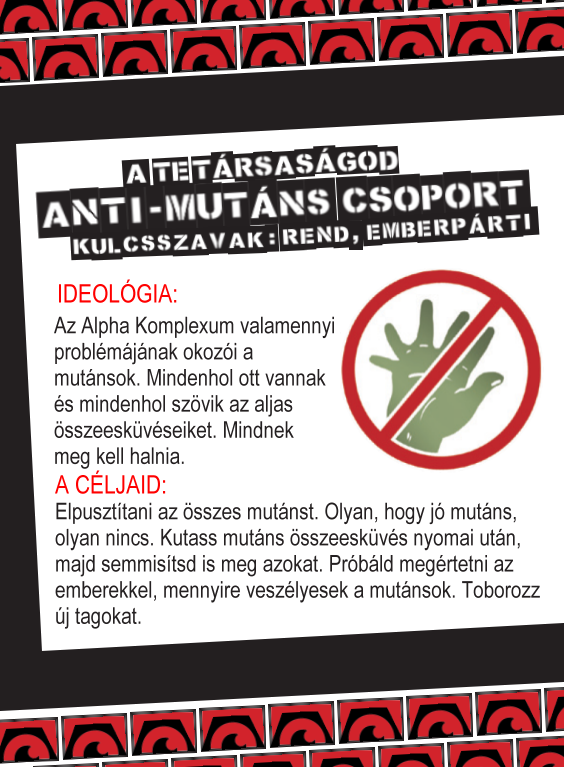 A TETÁRSASÁGOD
ANTI-MUTÁNS CSOPORT
KULCSSZAVAK: REND, EMBERPÁRTI
IDEOLÓGIA:
Az Alpha Komplexum valamennyi
problémájának okozói a
mutánsok. Mindenhol ott vannak
és mindenhol szövik az aljas
összeesküvéseiket. Mindnek
meg kell halnia.
A CÉLJAID:
Elpusztítani az összes mutánst. Olyan, hogy jó mutáns,
olyan nincs. Kutass mutáns összeesküvés nyomai után,
majd semmisítsd is meg azokat. Próbáld megértetni az
emberekkel, mennyire veszélyesek a mutánsok. Toborozz
új tagokat.